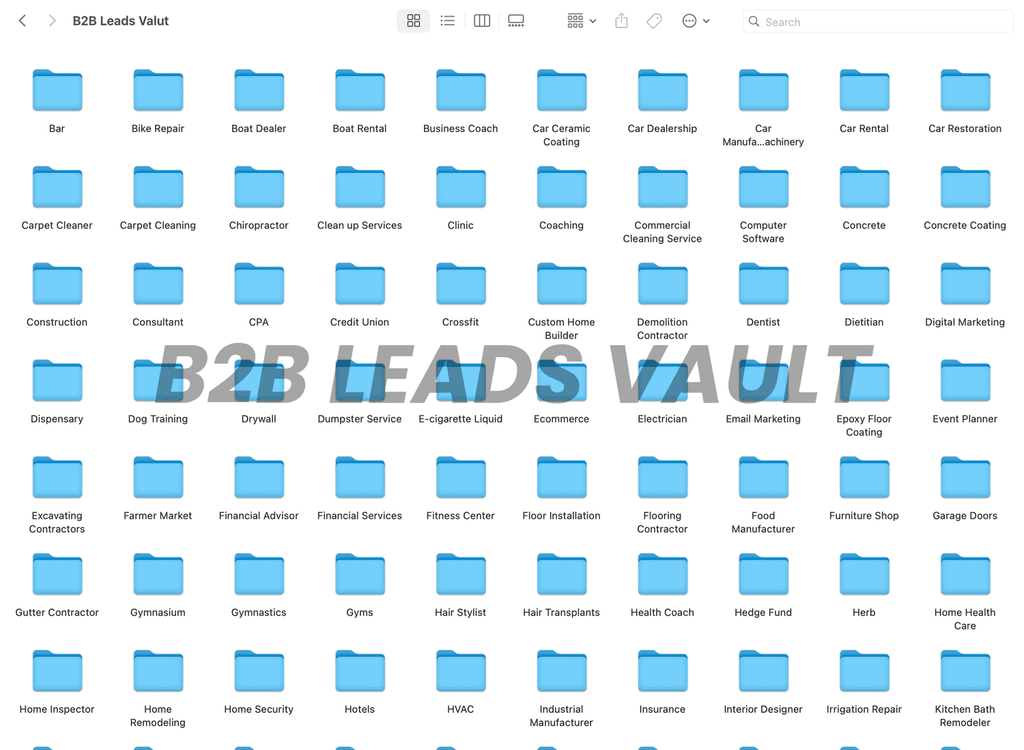 B2B Leads Valut
Search
Bar
Bike Repair
Boat Dealer
Boat Rental
Business Coach
Car Ceramic
Coating
Car Dealership
Car
Manufa...achinery
Car Rental
Car Restoration
Carpet Cleaner
Carpet Cleaning
Chiropractor
Clean up Services
Clinic
Coaching
Commercial
Cleaning Service
Computer
Software
Concrete
Concrete Coating
Construction
Consultant
CPA
Credit Union
Crossfit
Custom Home
Builder
Demolition
Contractor
Dentist
Dietitian
Digital Marketing
B2B LEADS VAULT
Dispensary
Dog Training
Drywall
Dumpster Service
E-cigarette Liquid
Ecommerce
Electrician
Email Marketing
Epoxy Floor
Coating
Event Planner
Excavating
Contractors
Farmer Market
Financial Advisor
Financial Services
Fitness Center
Floor Installation
Flooring
Contractor
Food
Manufacturer
Furniture Shop
Garage Doors
Gutter Contractor
Gymnasium
Gymnastics
Gyms
Hair Stylist
Hair Transplants
Health Coach
Hedge Fund
Herb
Home Health
Care
Home Inspector
Home
Remodeling
Home Security
Hotels
HVAC
Industrial
Manufacturer
Insurance
Interior Designer
Irrigation Repair
Kitchen Bath
Remodeler